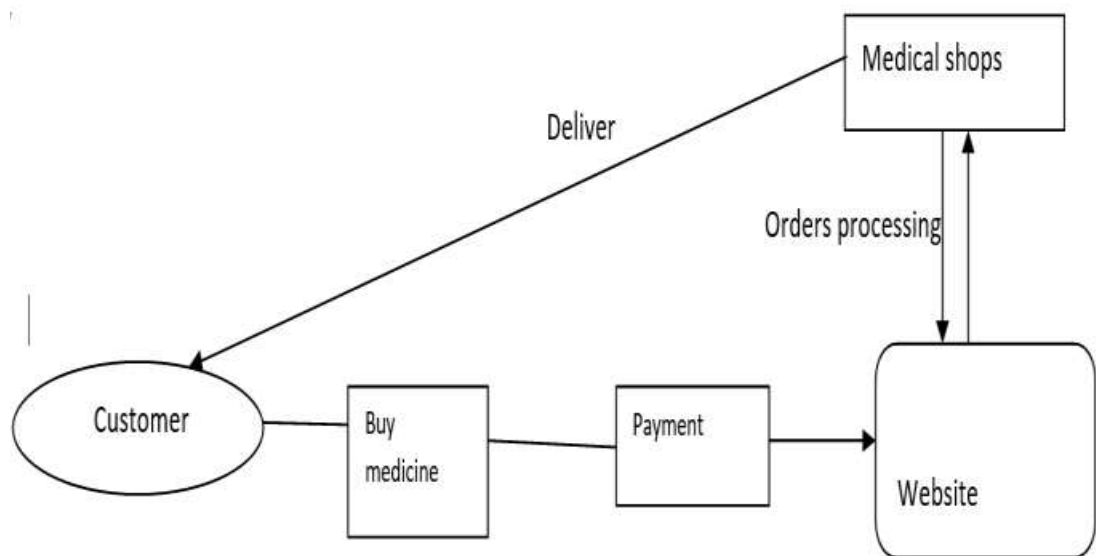 Medical shops
Deliver
Orders processing
Customer
Buy
medicine
Payment
Website